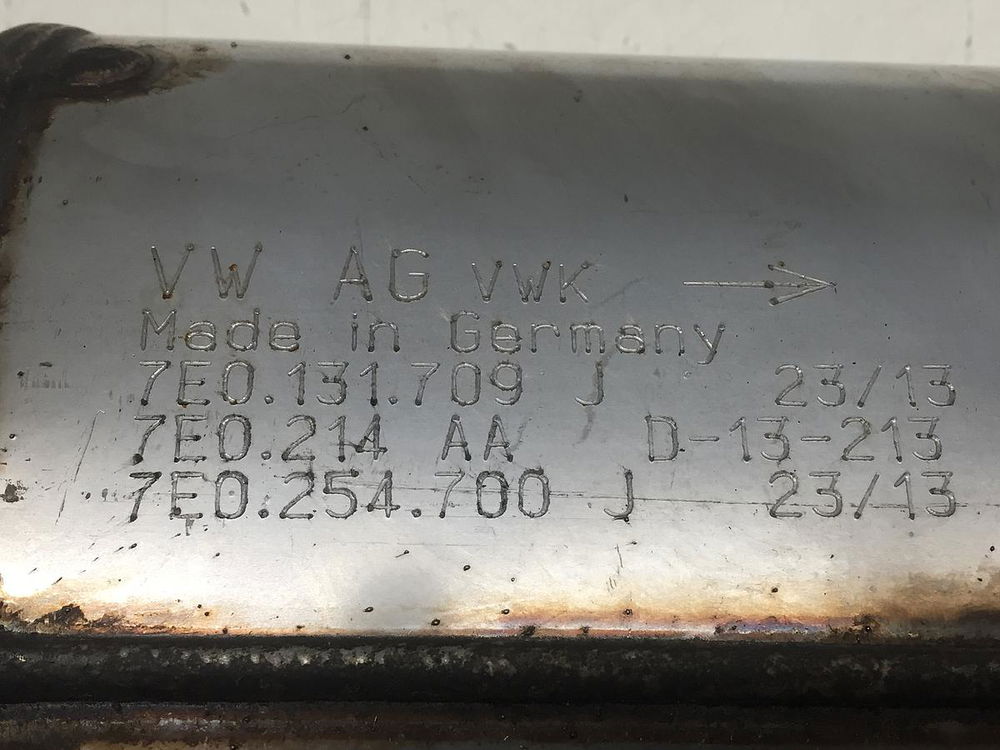 VW AG VWK →
Made in Germany
7E0.131.709 J 23/13
7E0.214 AA D-13-213
7E0.254.700 J 23/13